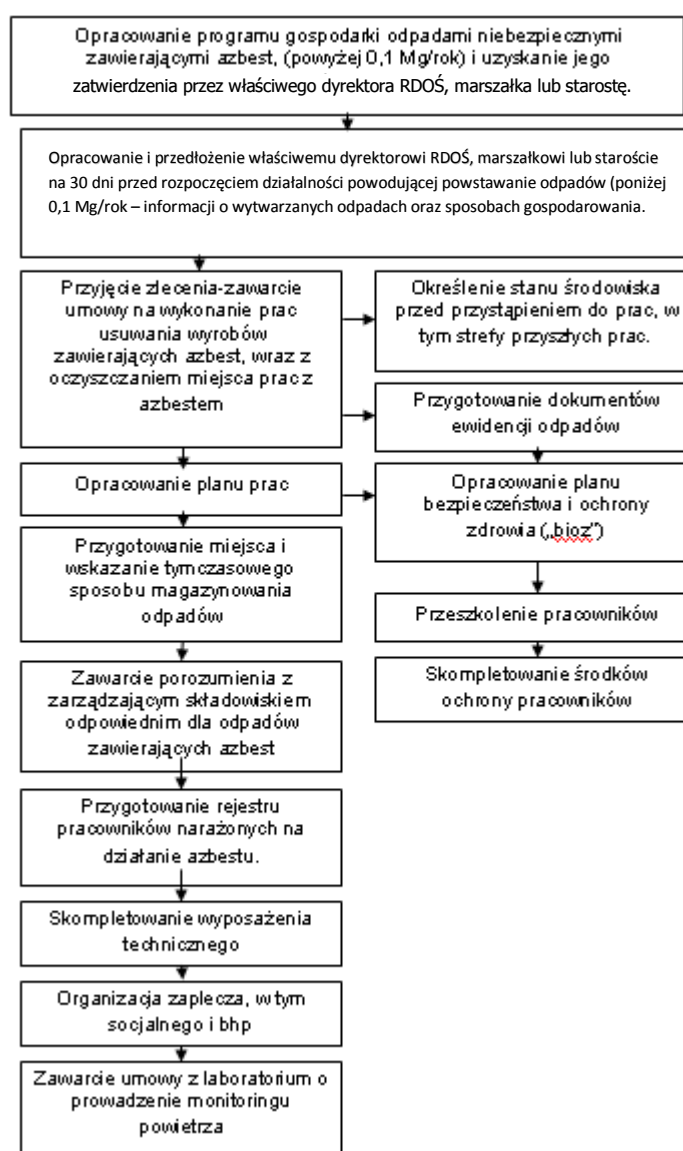 Opracowanie programu gospodarki odpadami niebezpiecznymi
zawierającymi azbest, (powyżej 0,1 Mg/rok) i uzyskanie jego
zatwierdzenia przez właściwego dyrektora RDOŚ, marszałka lub starostę.
Opracowanie i przedłożenie właściwemu dyrektorowi RDOŚ, marszałkowi lub staroście
na 30 dni przed rozpoczęciem działalności powodującej powstawanie odpadów (poniżej
0,1 Mg/rok – informacji o wytwarzanych odpadach oraz sposobach gospodarowania.
Przyjęcie zlecenia-zawarcie
umowy na wykonanie prac
usuwania wyrobów
zawierających azbest, wraz z
oczyszczaniem miejsca prac z
azbestem
Określenie stanu środowiska
przed przystąpieniem do prac, w
tym strefy przyszłych prac.
Przygotowanie dokumentów
ewidencji odpadów
Opracowanie planu prac
Opracowanie planu
bezpieczeństwa i ochrony
zdrowia („bioz”)
Przygotowanie miejsca i
wskazanie tymczasowego
sposobu magazynowania
odpadów
Przeszkolenie pracowników
Skompletowanie środków
ochrony pracowników
Zawarcie porozumienia z
zarządzającym składowiskiem
odpowiednim dla odpadów
zawierających azbest
Przygotowanie rejestru
pracowników narażonych na
działanie azbestu.
Skompletowanie wyposażenia
technicznego
Organizacja zaplecza, w tym
socjalnego i bhp
Zawarcie umowy z laboratorium o
prowadzenie monitoringu
powietrza